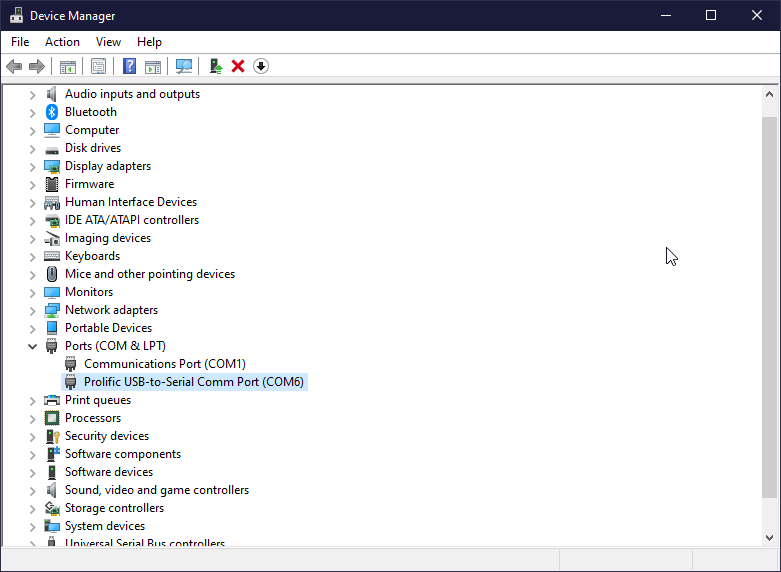 Device Manager
File Action View Help
Audio inputs and outputs
Bluetooth
Computer
Disk drives
Display adapters
Firmware
Human Interface Devices
IDE ATA/ATAPI controllers
Imaging devices
Keyboards
Mice and other pointing devices
Monitors
Network adapters
Portable Devices
Ports (COM & LPT)
Communications Port (COM1)
Prolific USB-to-Serial Comm Port (COM6)
Print queues
Processors
Security devices
Software components
Software devices
Sound, video and game controllers
Storage controllers
System devices
Universal Serial Bus controllers